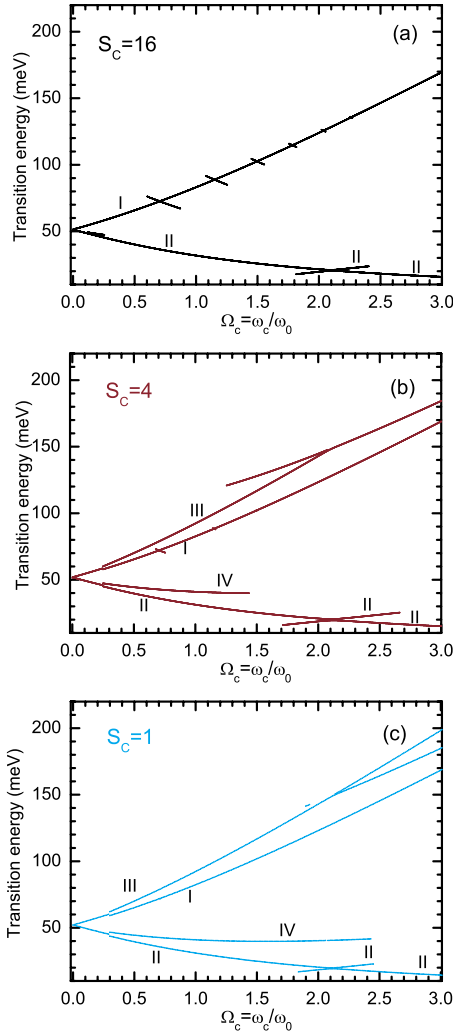 (a)
S_C=16
Transition energy (meV)
200
150
100
50
I
II
II
II
0.0 0.5 1.0 1.5 2.0 2.5 3.0
Ω_c=ω_c/ω_0
(b)
S_C=4
Transition energy (meV)
200
150
100
50
III
I
IV
II
II
II
0.0 0.5 1.0 1.5 2.0 2.5 3.0
Ω_c=ω_c/ω_0
(c)
S_C=1
Transition energy (meV)
200
150
100
50
III
I
IV
II
II
II
0.0 0.5 1.0 1.5 2.0 2.5 3.0
Ω_c=ω_c/ω_0